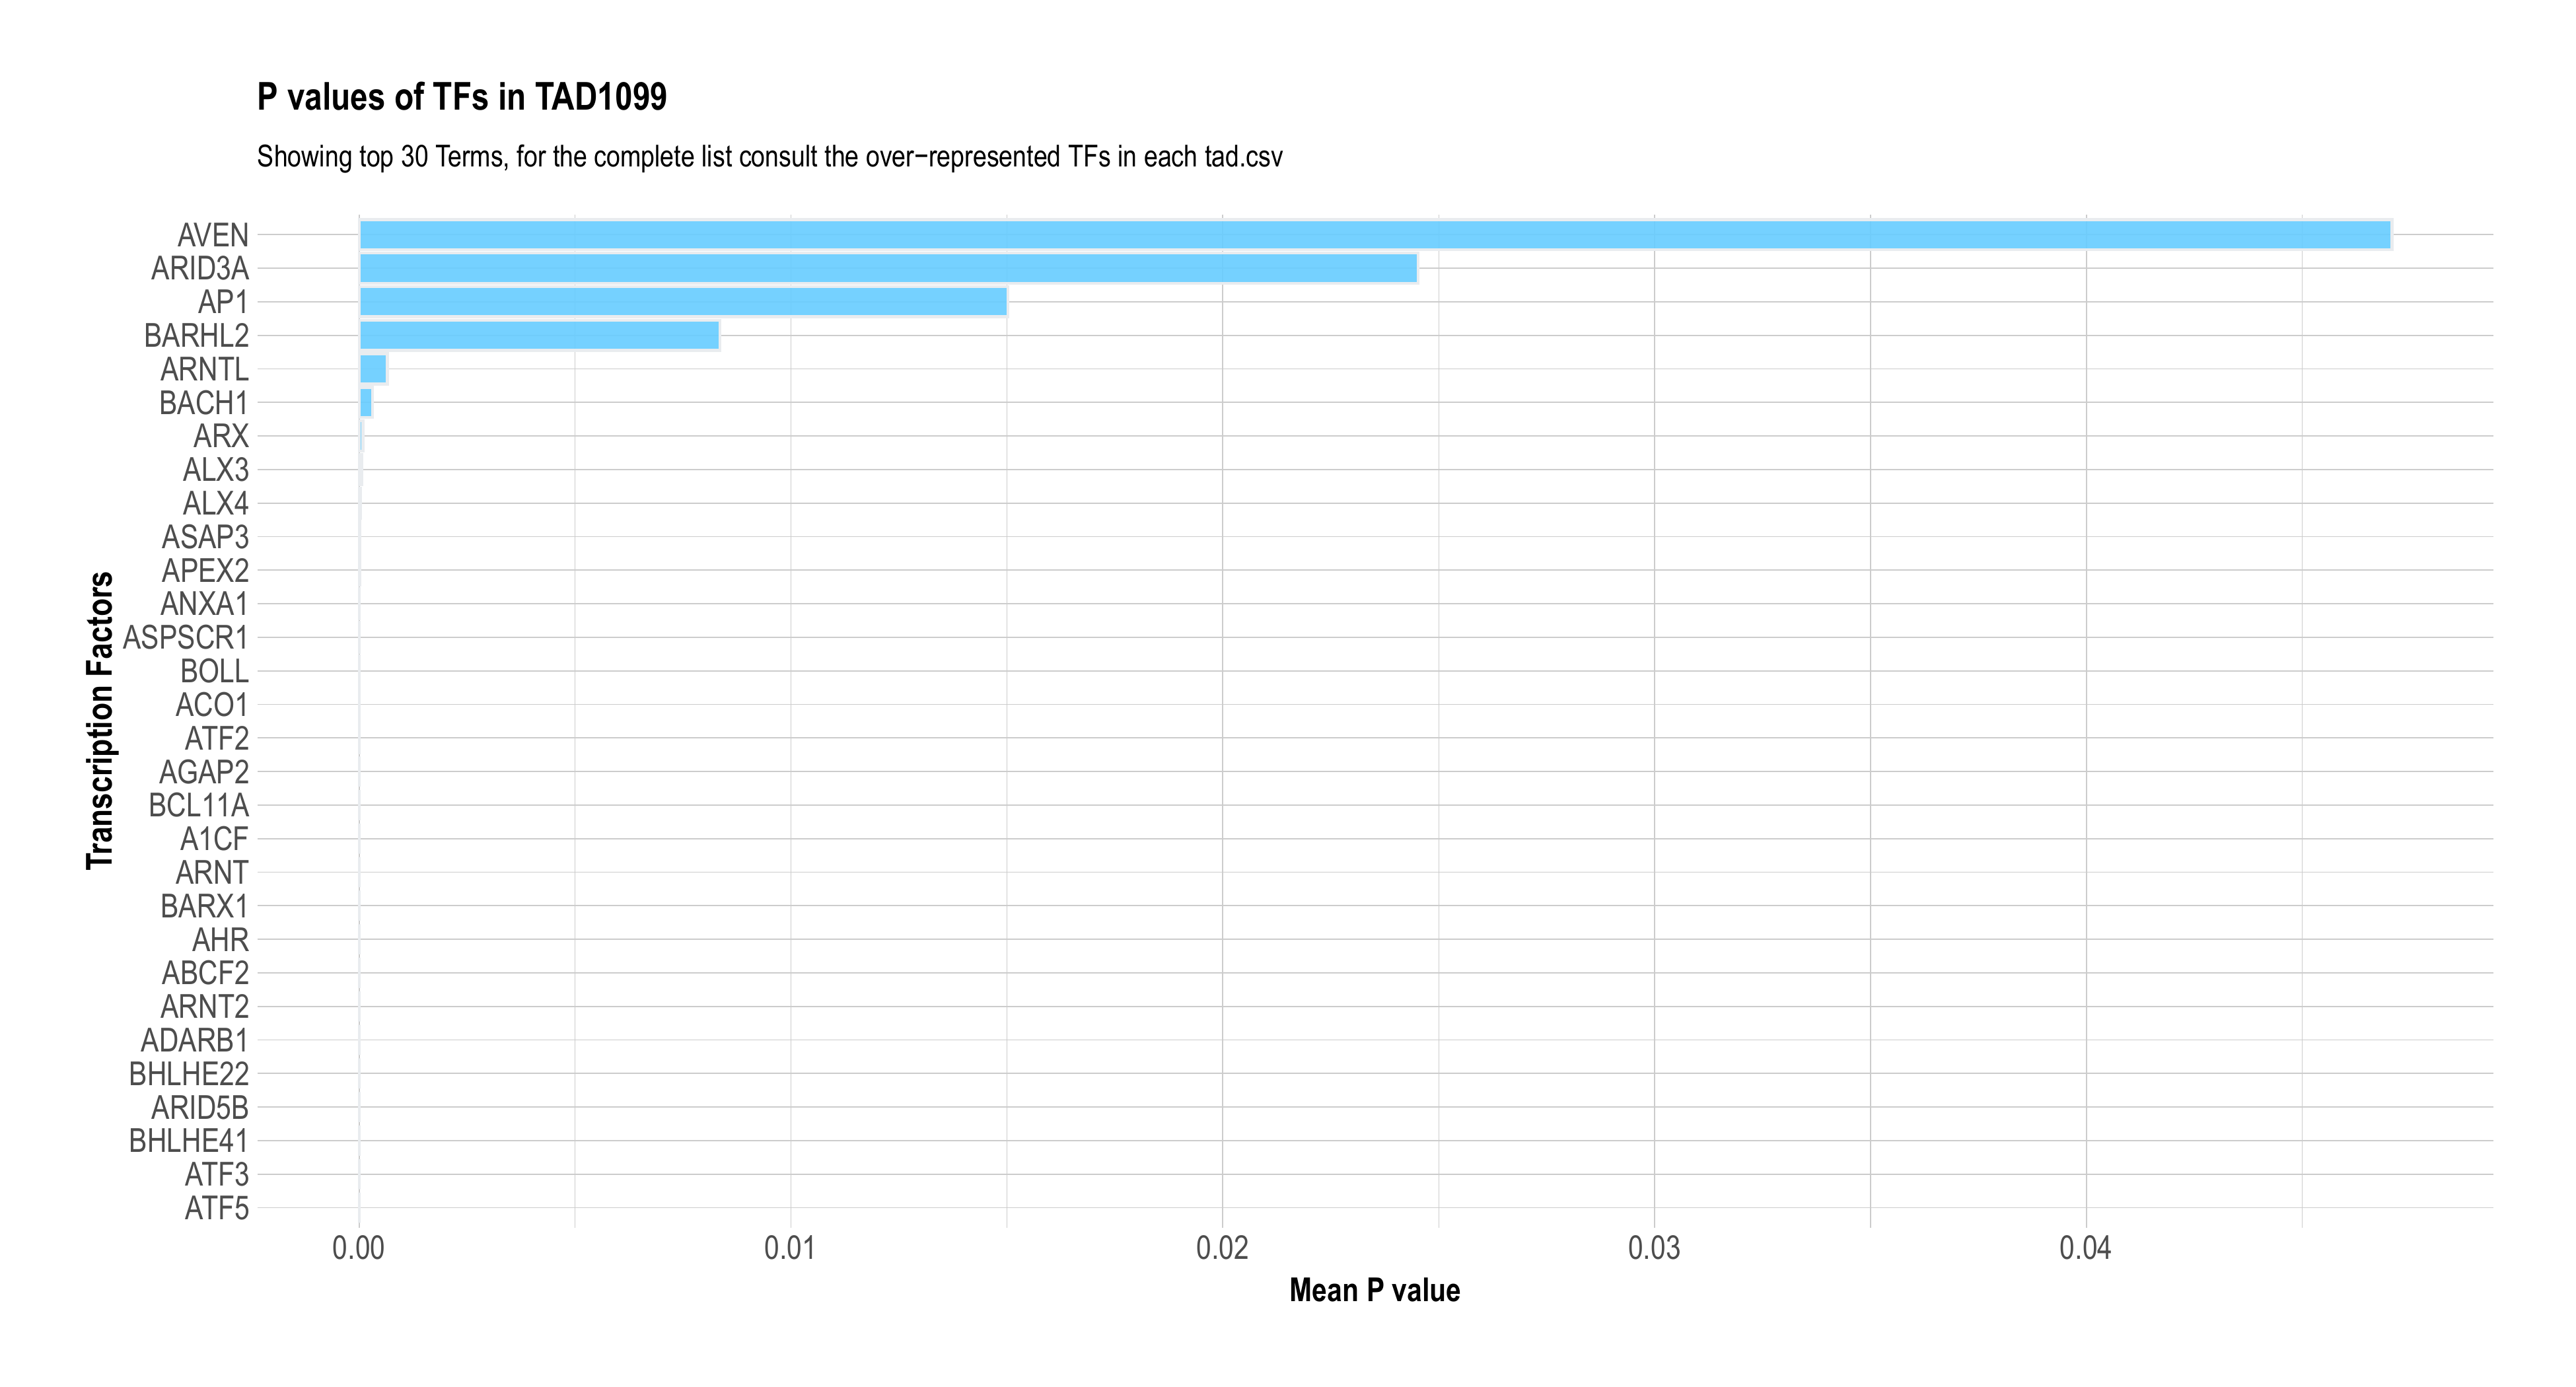 P values of TFs in TAD1099
Showing top 30 Terms, for the complete list consult the over−represented TFs in each tad.csv
Transcription Factors
AVEN
ARID3A
AP1
BARHL2
ARNTL
BACH1
ARX
ALX3
ALX4
ASAP3
APEX2
ANXA1
ASPSCR1
BOLL
ACO1
ATF2
AGAP2
BCL11A
A1CF
ARNT
BARX1
AHR
ABCF2
ARNT2
ADARB1
BHLHE22
ARID5B
BHLHE41
ATF3
ATF5
0.00 0.01 0.02 0.03 0.04
Mean P value